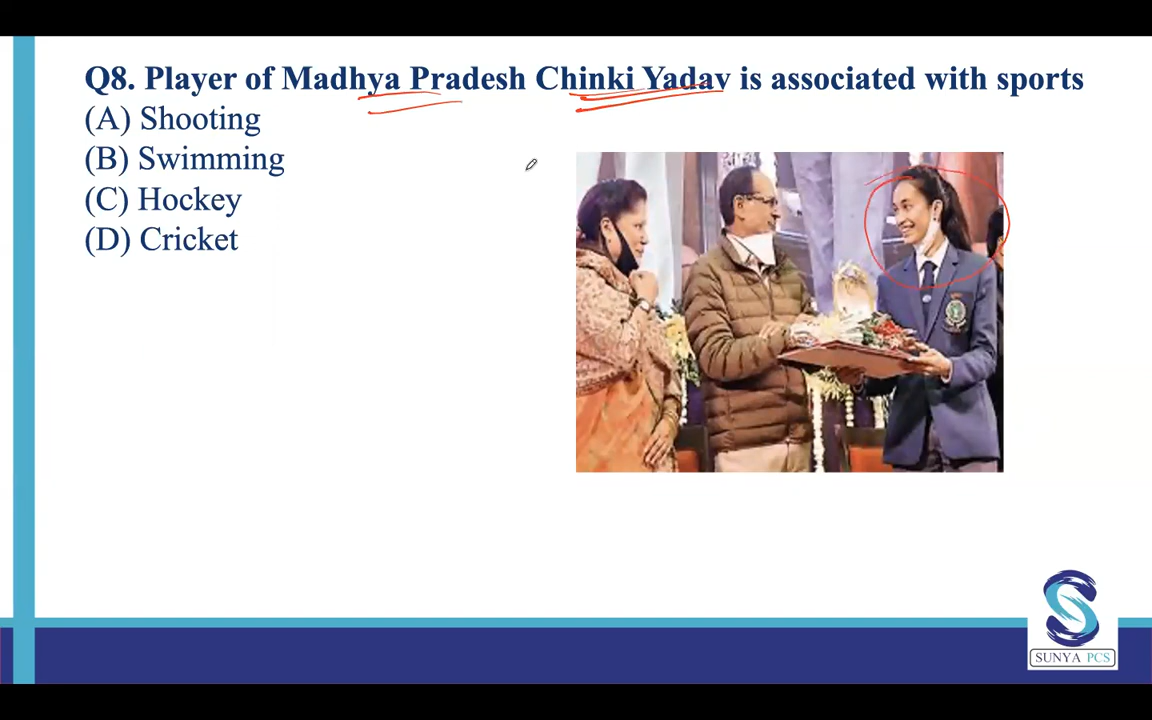 Q8. Player of Madhya Pradesh Chinki Yadav is associated with sports
(A) Shooting
(B) Swimming
(C) Hockey
(D) Cricket
SUNYA PCS